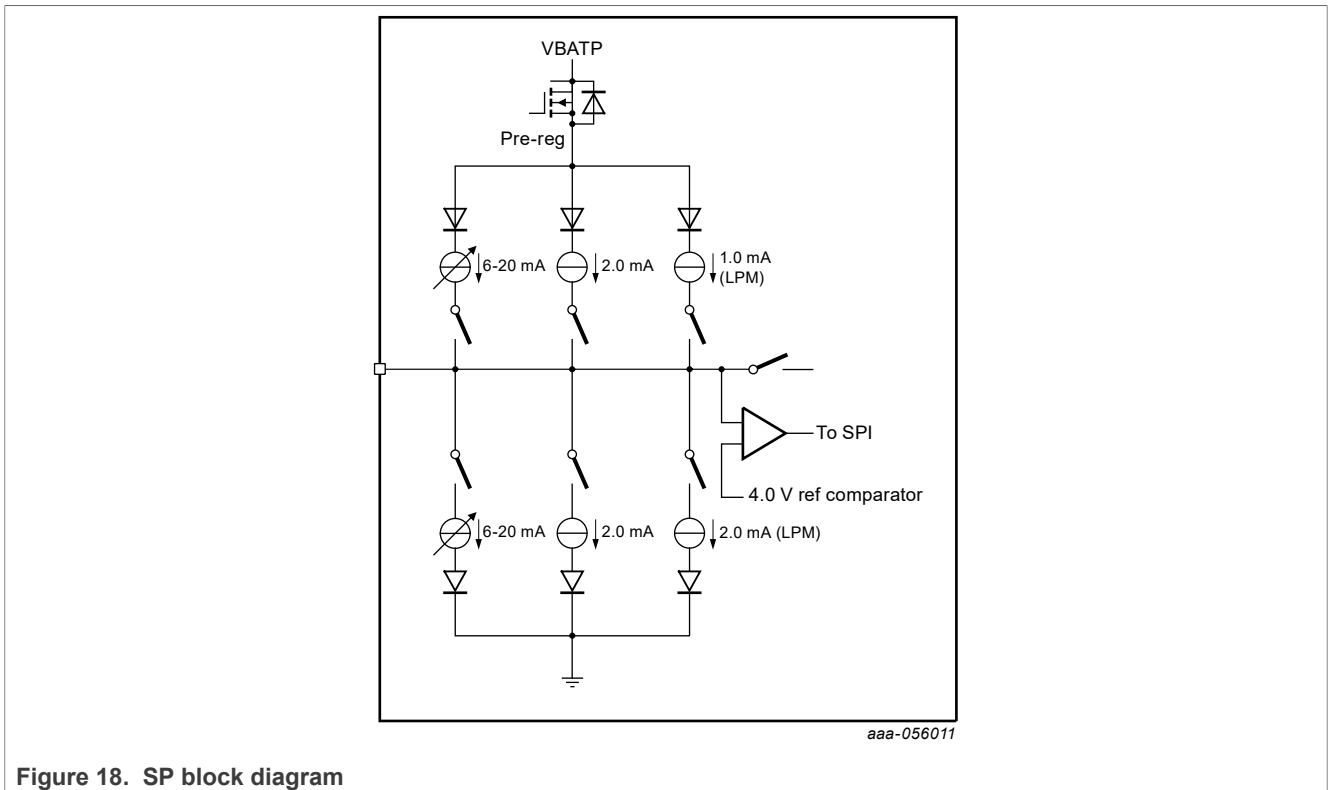 VBATP
Pre-reg
6-20 mA
2.0 mA
1.0 mA
(LPM)
To SPI
4.0 V ref comparator
6-20 mA
2.0 mA
2.0 mA (LPM)
aaa-056011
Figure 18. SP block diagram